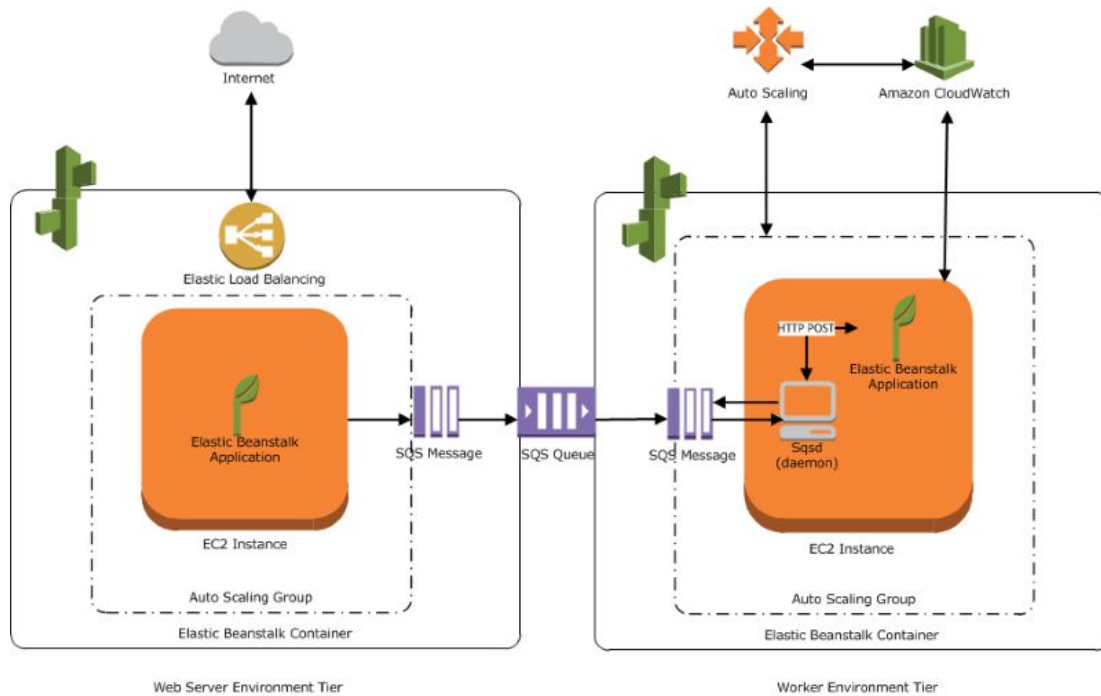 Internet
Auto Scaling
Amazon CloudWatch
Elastic Load Balancing
HTTP POST
Elastic Beanstalk
Application
Elastic Beanstalk
Application
SQS Message
SQS Queue
SQS Message
Sqsd
(daemon)
EC2 Instance
EC2 Instance
Auto Scaling Group
Auto Scaling Group
Elastic Beanstalk Container
Elastic Beanstalk Container
Web Server Environment Tier
Worker Environment Tier